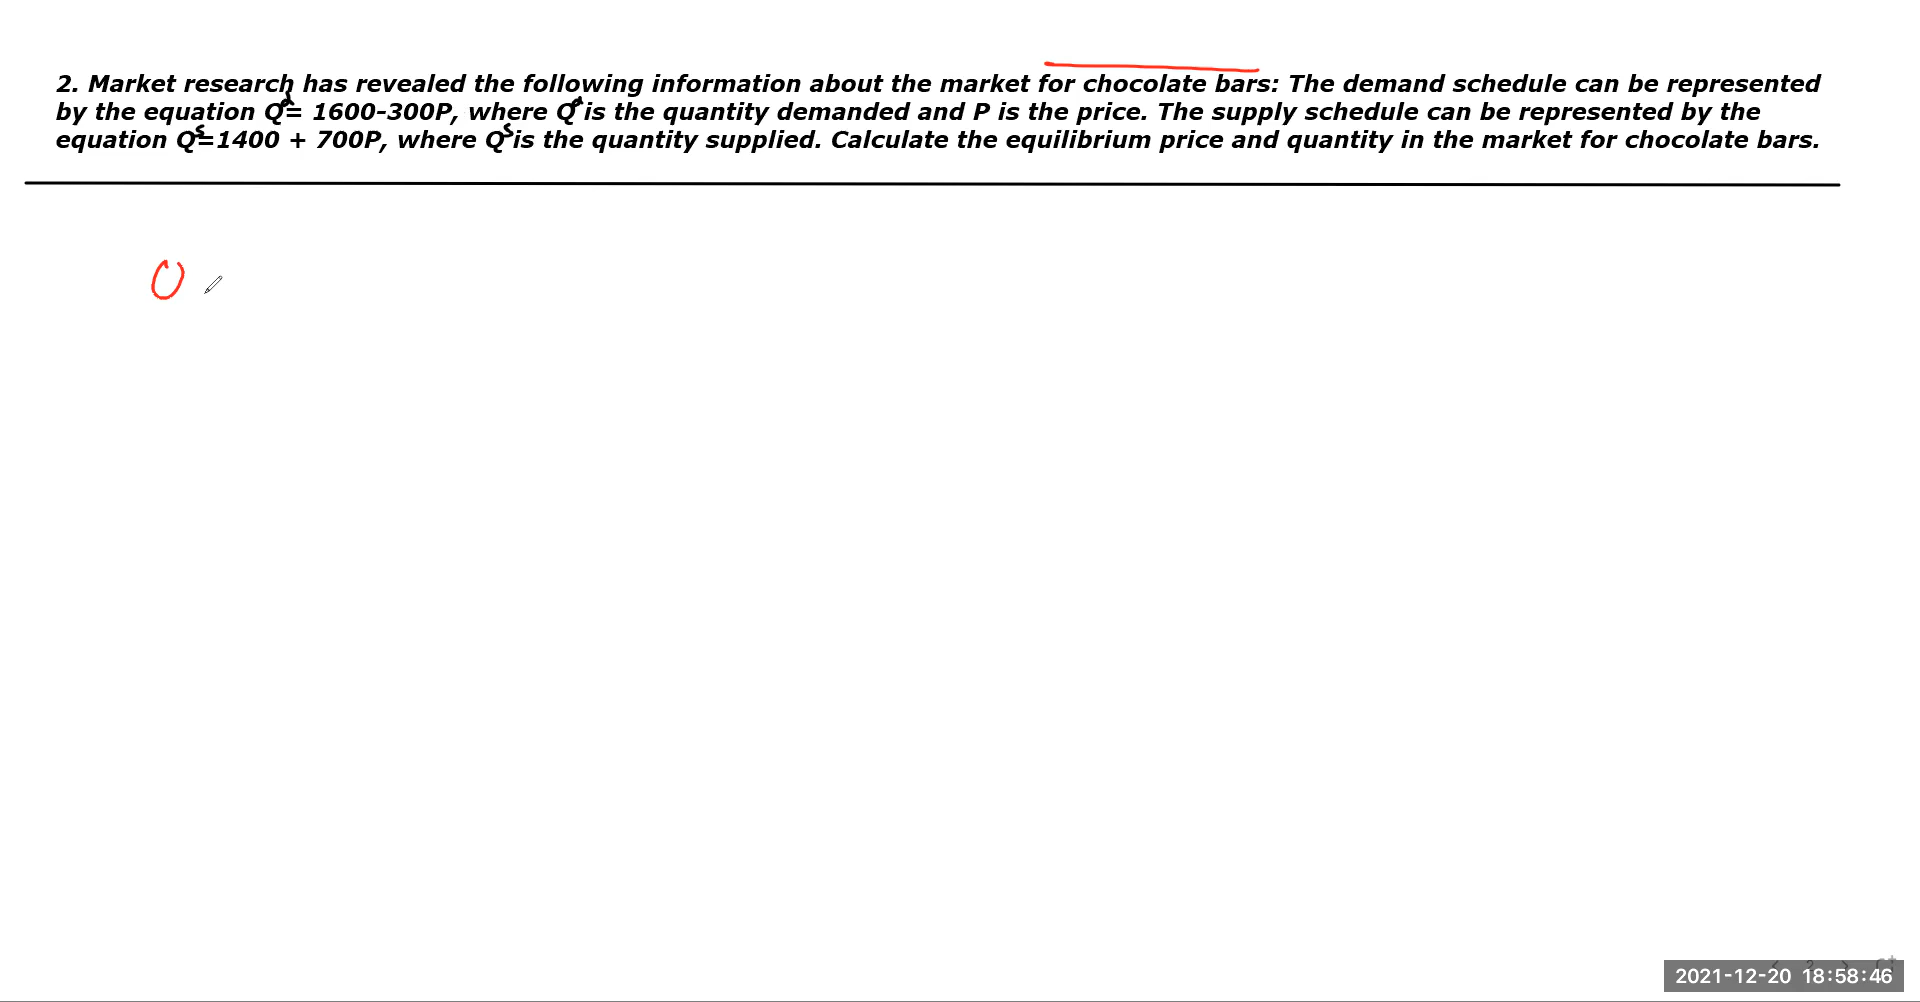 2. Market research has revealed the following information about the market for chocolate bars: The demand schedule can be represented
by the equation Qd= 1600-300P, where Qd is the quantity demanded and P is the price. The supply schedule can be represented by the
equation Qs=1400 + 700P, where Qs is the quantity supplied. Calculate the equilibrium price and quantity in the market for chocolate bars.
2021-12-20 18:58:46